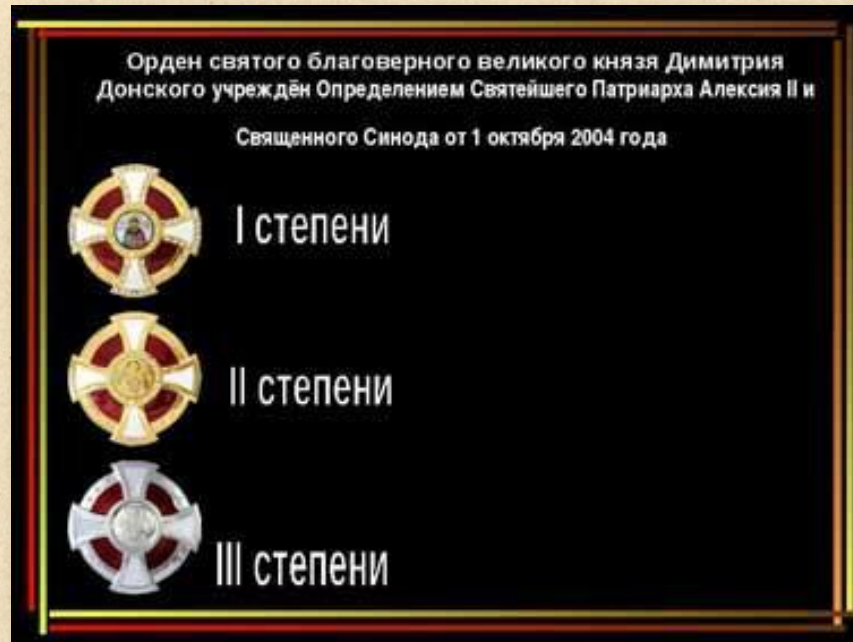 Орден святого благоверного великого князя Димитрия
Донского учреждён Определением Святейшего Патриарха Алексия II и
Священного Синода от 1 октября 2004 года
I степени
II степени
III степени